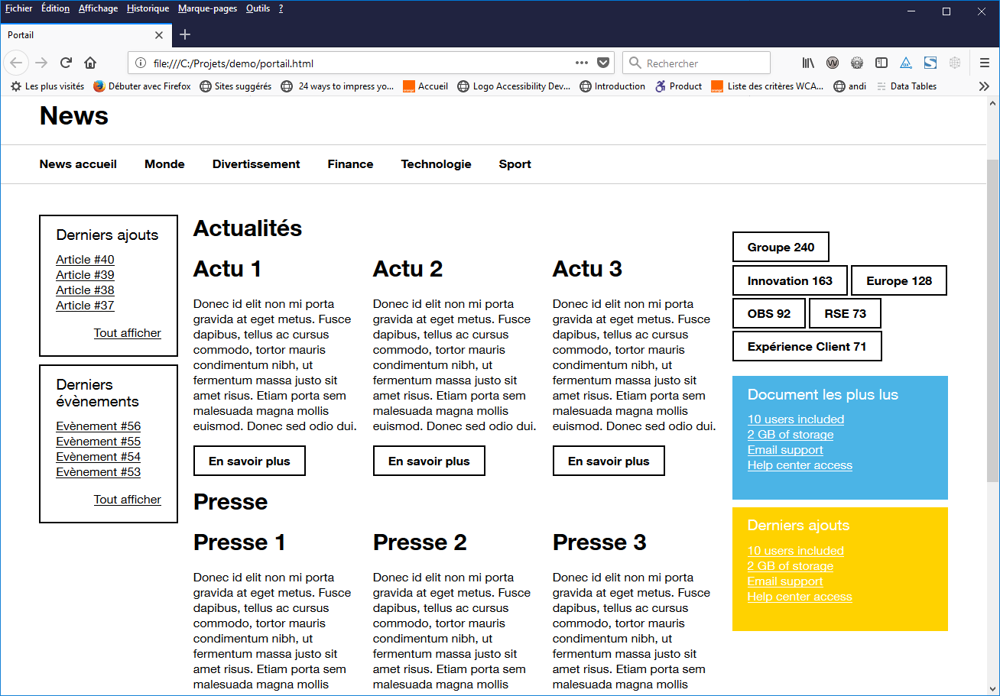 Fichier Édition Affichage Historique Marque-pages Outils ?
Portail
file:///C:/Projets/demo/portail.html
Rechercher
Les plus visités Débuter avec Firefox Sites suggérés 24 ways to impress yo... Accueil Logo Accessibility Dev... Introduction Product Liste des critères WCA... andi Data Tables
News
News accueil Monde Divertissement Finance Technologie Sport
Derniers ajouts
Article #40
Article #39
Article #38
Article #37
Tout afficher
Derniers
évènements
Evènement #56
Evènement #55
Evènement #54
Evènement #53
Tout afficher
Actualités
Actu 1
Donec id elit non mi porta
gravida at eget metus. Fusce
dapibus, tellus ac cursus
commodo, tortor mauris
condimentum nibh, ut
fermentum massa justo sit
amet risus. Etiam porta sem
malesuada magna mollis
euismod. Donec sed odio dui.
En savoir plus
Actu 2
Donec id elit non mi porta
gravida at eget metus. Fusce
dapibus, tellus ac cursus
commodo, tortor mauris
condimentum nibh, ut
fermentum massa justo sit
amet risus. Etiam porta sem
malesuada magna mollis
euismod. Donec sed odio dui.
En savoir plus
Actu 3
Donec id elit non mi porta
gravida at eget metus. Fusce
dapibus, tellus ac cursus
commodo, tortor mauris
condimentum nibh, ut
fermentum massa justo sit
amet risus. Etiam porta sem
malesuada magna mollis
euismod. Donec sed odio dui.
En savoir plus
Presse
Presse 1
Donec id elit non mi porta
gravida at eget metus. Fusce
dapibus, tellus ac cursus
commodo, tortor mauris
condimentum nibh, ut
fermentum massa justo sit
amet risus. Etiam porta sem
malesuada magna mollis
Presse 2
Donec id elit non mi porta
gravida at eget metus. Fusce
dapibus, tellus ac cursus
commodo, tortor mauris
condimentum nibh, ut
fermentum massa justo sit
amet risus. Etiam porta sem
malesuada magna mollis
Presse 3
Donec id elit non mi porta
gravida at eget metus. Fusce
dapibus, tellus ac cursus
commodo, tortor mauris
condimentum nibh, ut
fermentum massa justo sit
amet risus. Etiam porta sem
malesuada magna mollis
Groupe 240
Innovation 163 Europe 128
OBS 92 RSE 73
Expérience Client 71
Document les plus lus
10 users included
2 GB of storage
Email support
Help center access
Derniers ajouts
10 users included
2 GB of storage
Email support
Help center access